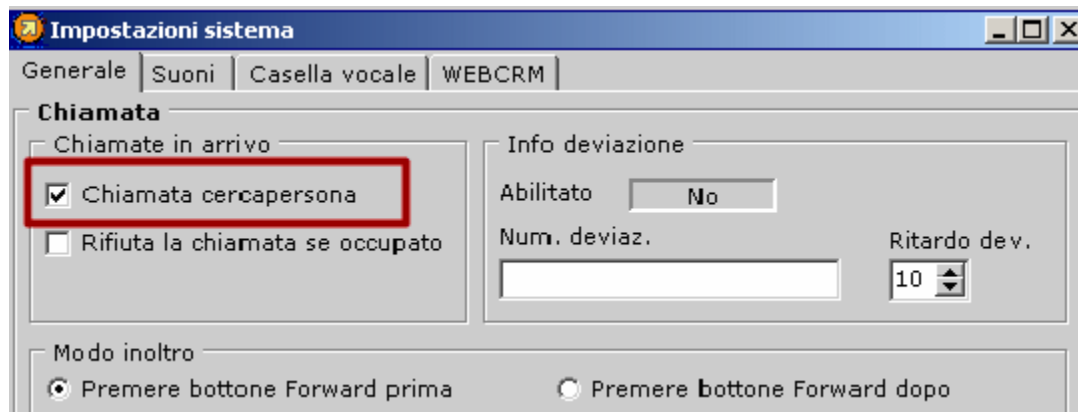 Impostazioni sistema
Generale Suoni Casella vocale WEBCRM
Chiamata
Chiamate in arrivo
Chiamata cercapersona
Rifiuta la chiamata se occupato
Info deviazione
Abilitato No
Num. deviaz. Ritardo dev.
10
Modo inoltro
Premere bottone Forward prima Premere bottone Forward dopo